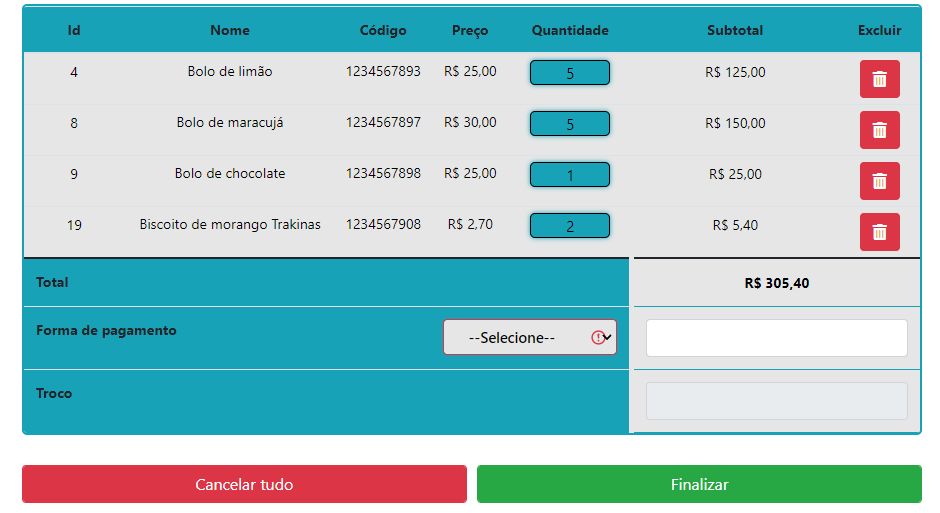 Id Nome Código Preço Quantidade Subtotal Excluir
4 Bolo de limão 1234567893 R$ 25,00 5 R$ 125,00
8 Bolo de maracujá 1234567897 R$ 30,00 5 R$ 150,00
9 Bolo de chocolate 1234567898 R$ 25,00 1 R$ 25,00
19 Biscoito de morango Trakinas 1234567908 R$ 2,70 2 R$ 5,40
Total R$ 305,40
Forma de pagamento --Selecione--
Troco
Cancelar tudo Finalizar